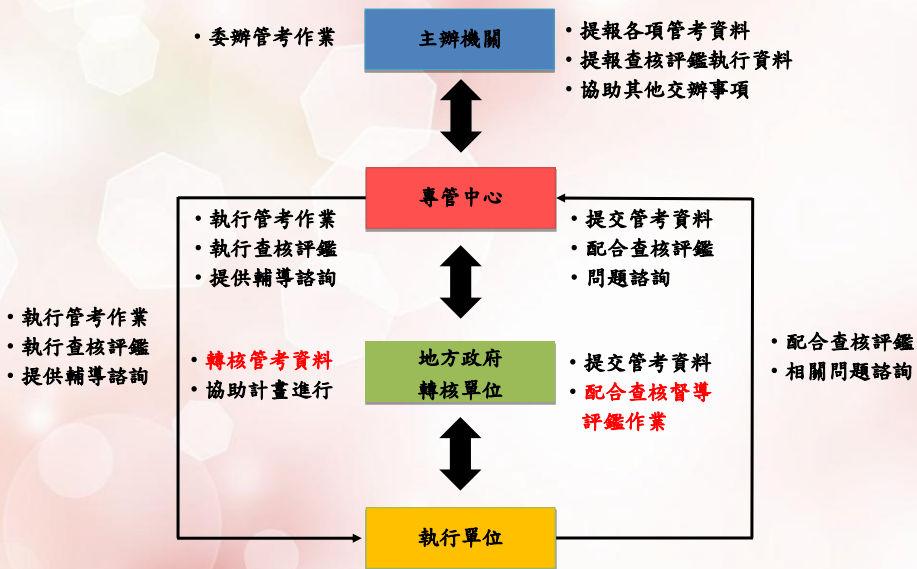 ・委辦管考作業
主辦機關
・提報各項管考資料
・提報查核評鑑執行資料
・協助其他交辦事項
專管中心
・執行管考作業
・執行查核評鑑
・提供輔導諮詢
・提交管考資料
・配合查核評鑑
・問題諮詢
・執行管考作業
・執行查核評鑑
・提供輔導諮詢
・轉核管考資料
・協助計畫進行
地方政府
轉核單位
・提交管考資料
・配合查核督導
評鑑作業
・配合查核評鑑
・相關問題諮詢
執行單位